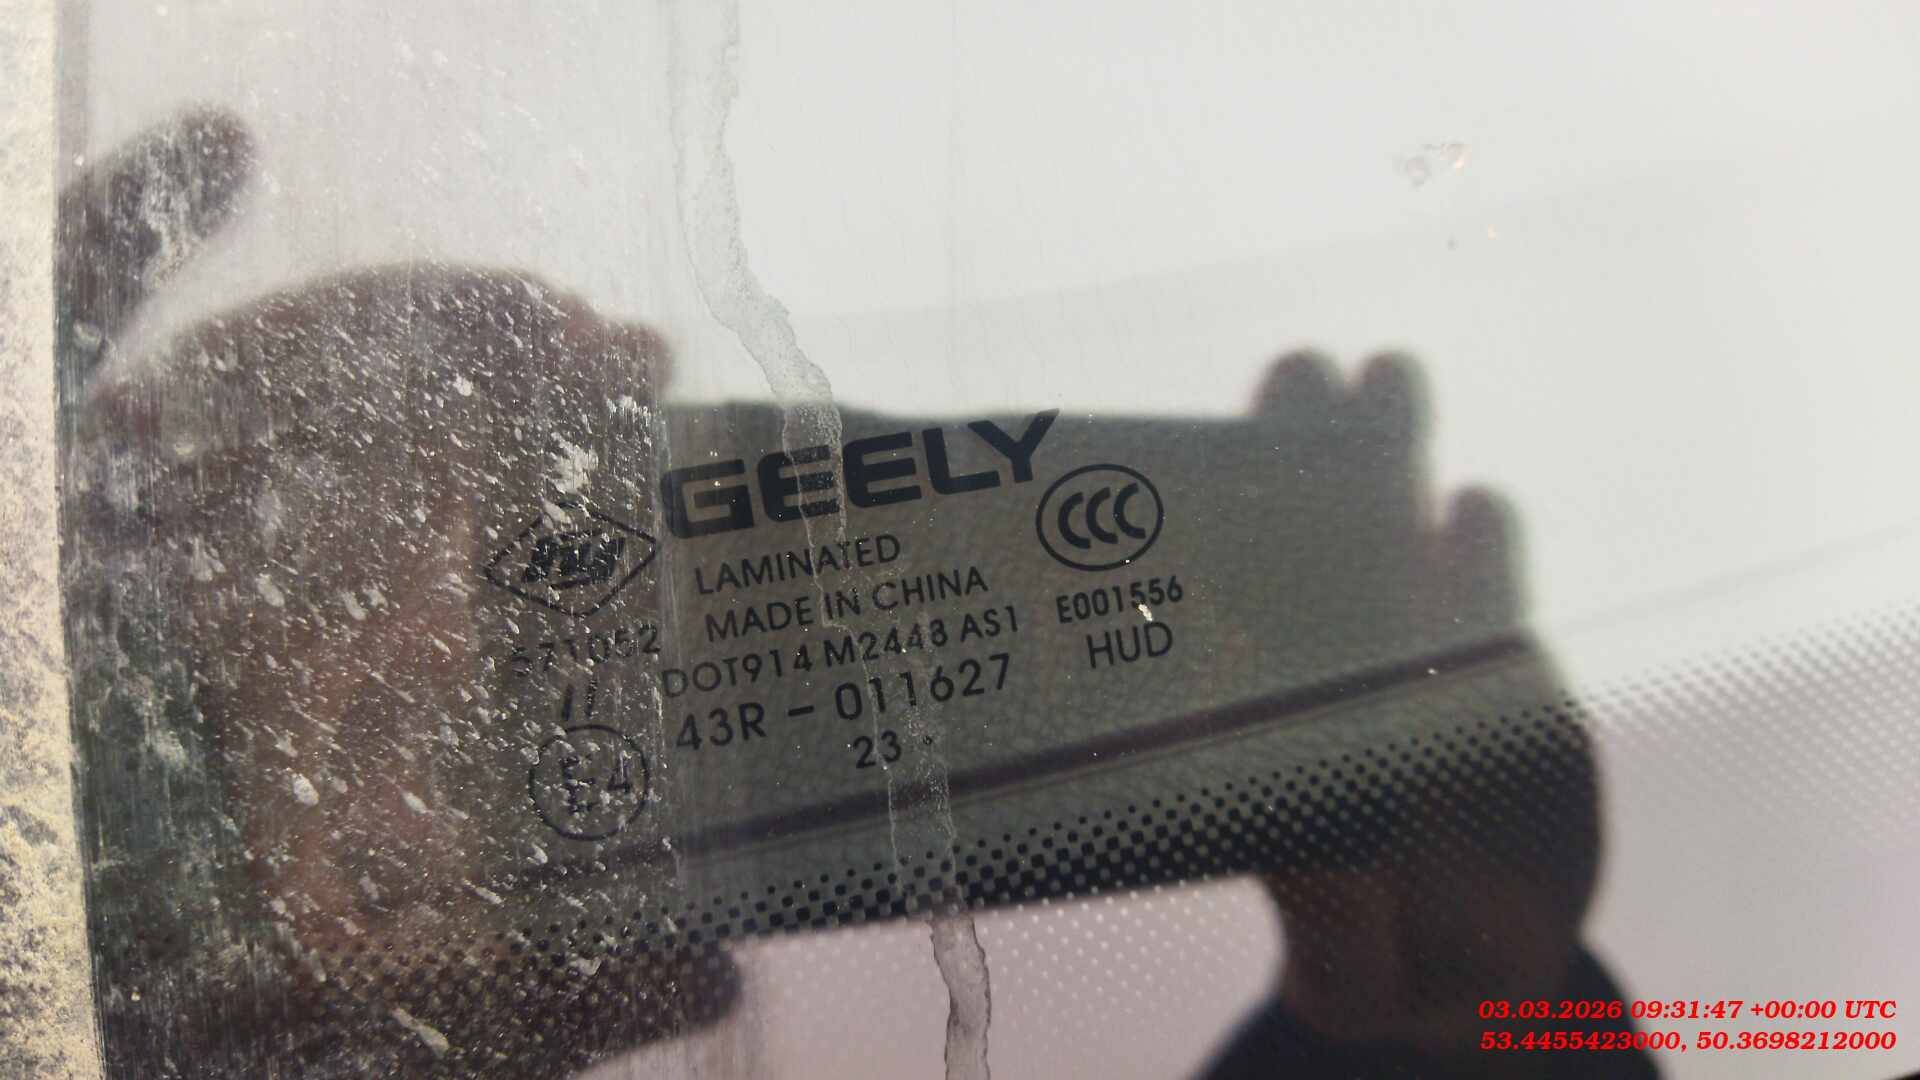 GEELY
CCC
LAMINATED
MADE IN CHINA
E001556
571052
DOT914 M2448 AS1
HUD
//
43R - 011627
E4
23 .
03.03.2026 09:31:47 +00:00 UTC
53.4455423000, 50.3698212000